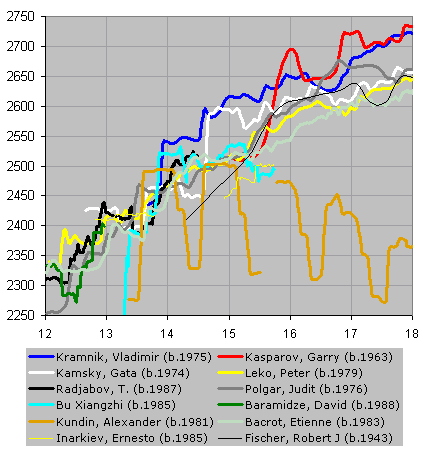 2750
2700
2650
2600
2550
2500
2450
2400
2350
2300
2250
12 13 14 15 16 17 18
Kramnik, Vladimir (b.1975) Kasparov, Garry (b.1963)
Kamsky, Gata (b.1974) Leko, Peter (b.1979)
Radjabov, T. (b.1987) Polgar, Judit (b.1976)
Bu Xiangzhi (b.1985) Baramidze, David (b.1988)
Kundin, Alexander (b.1981) Bacrot, Etienne (b.1983)
Inarkiev, Ernesto (b.1985) Fischer, Robert J (b.1943)